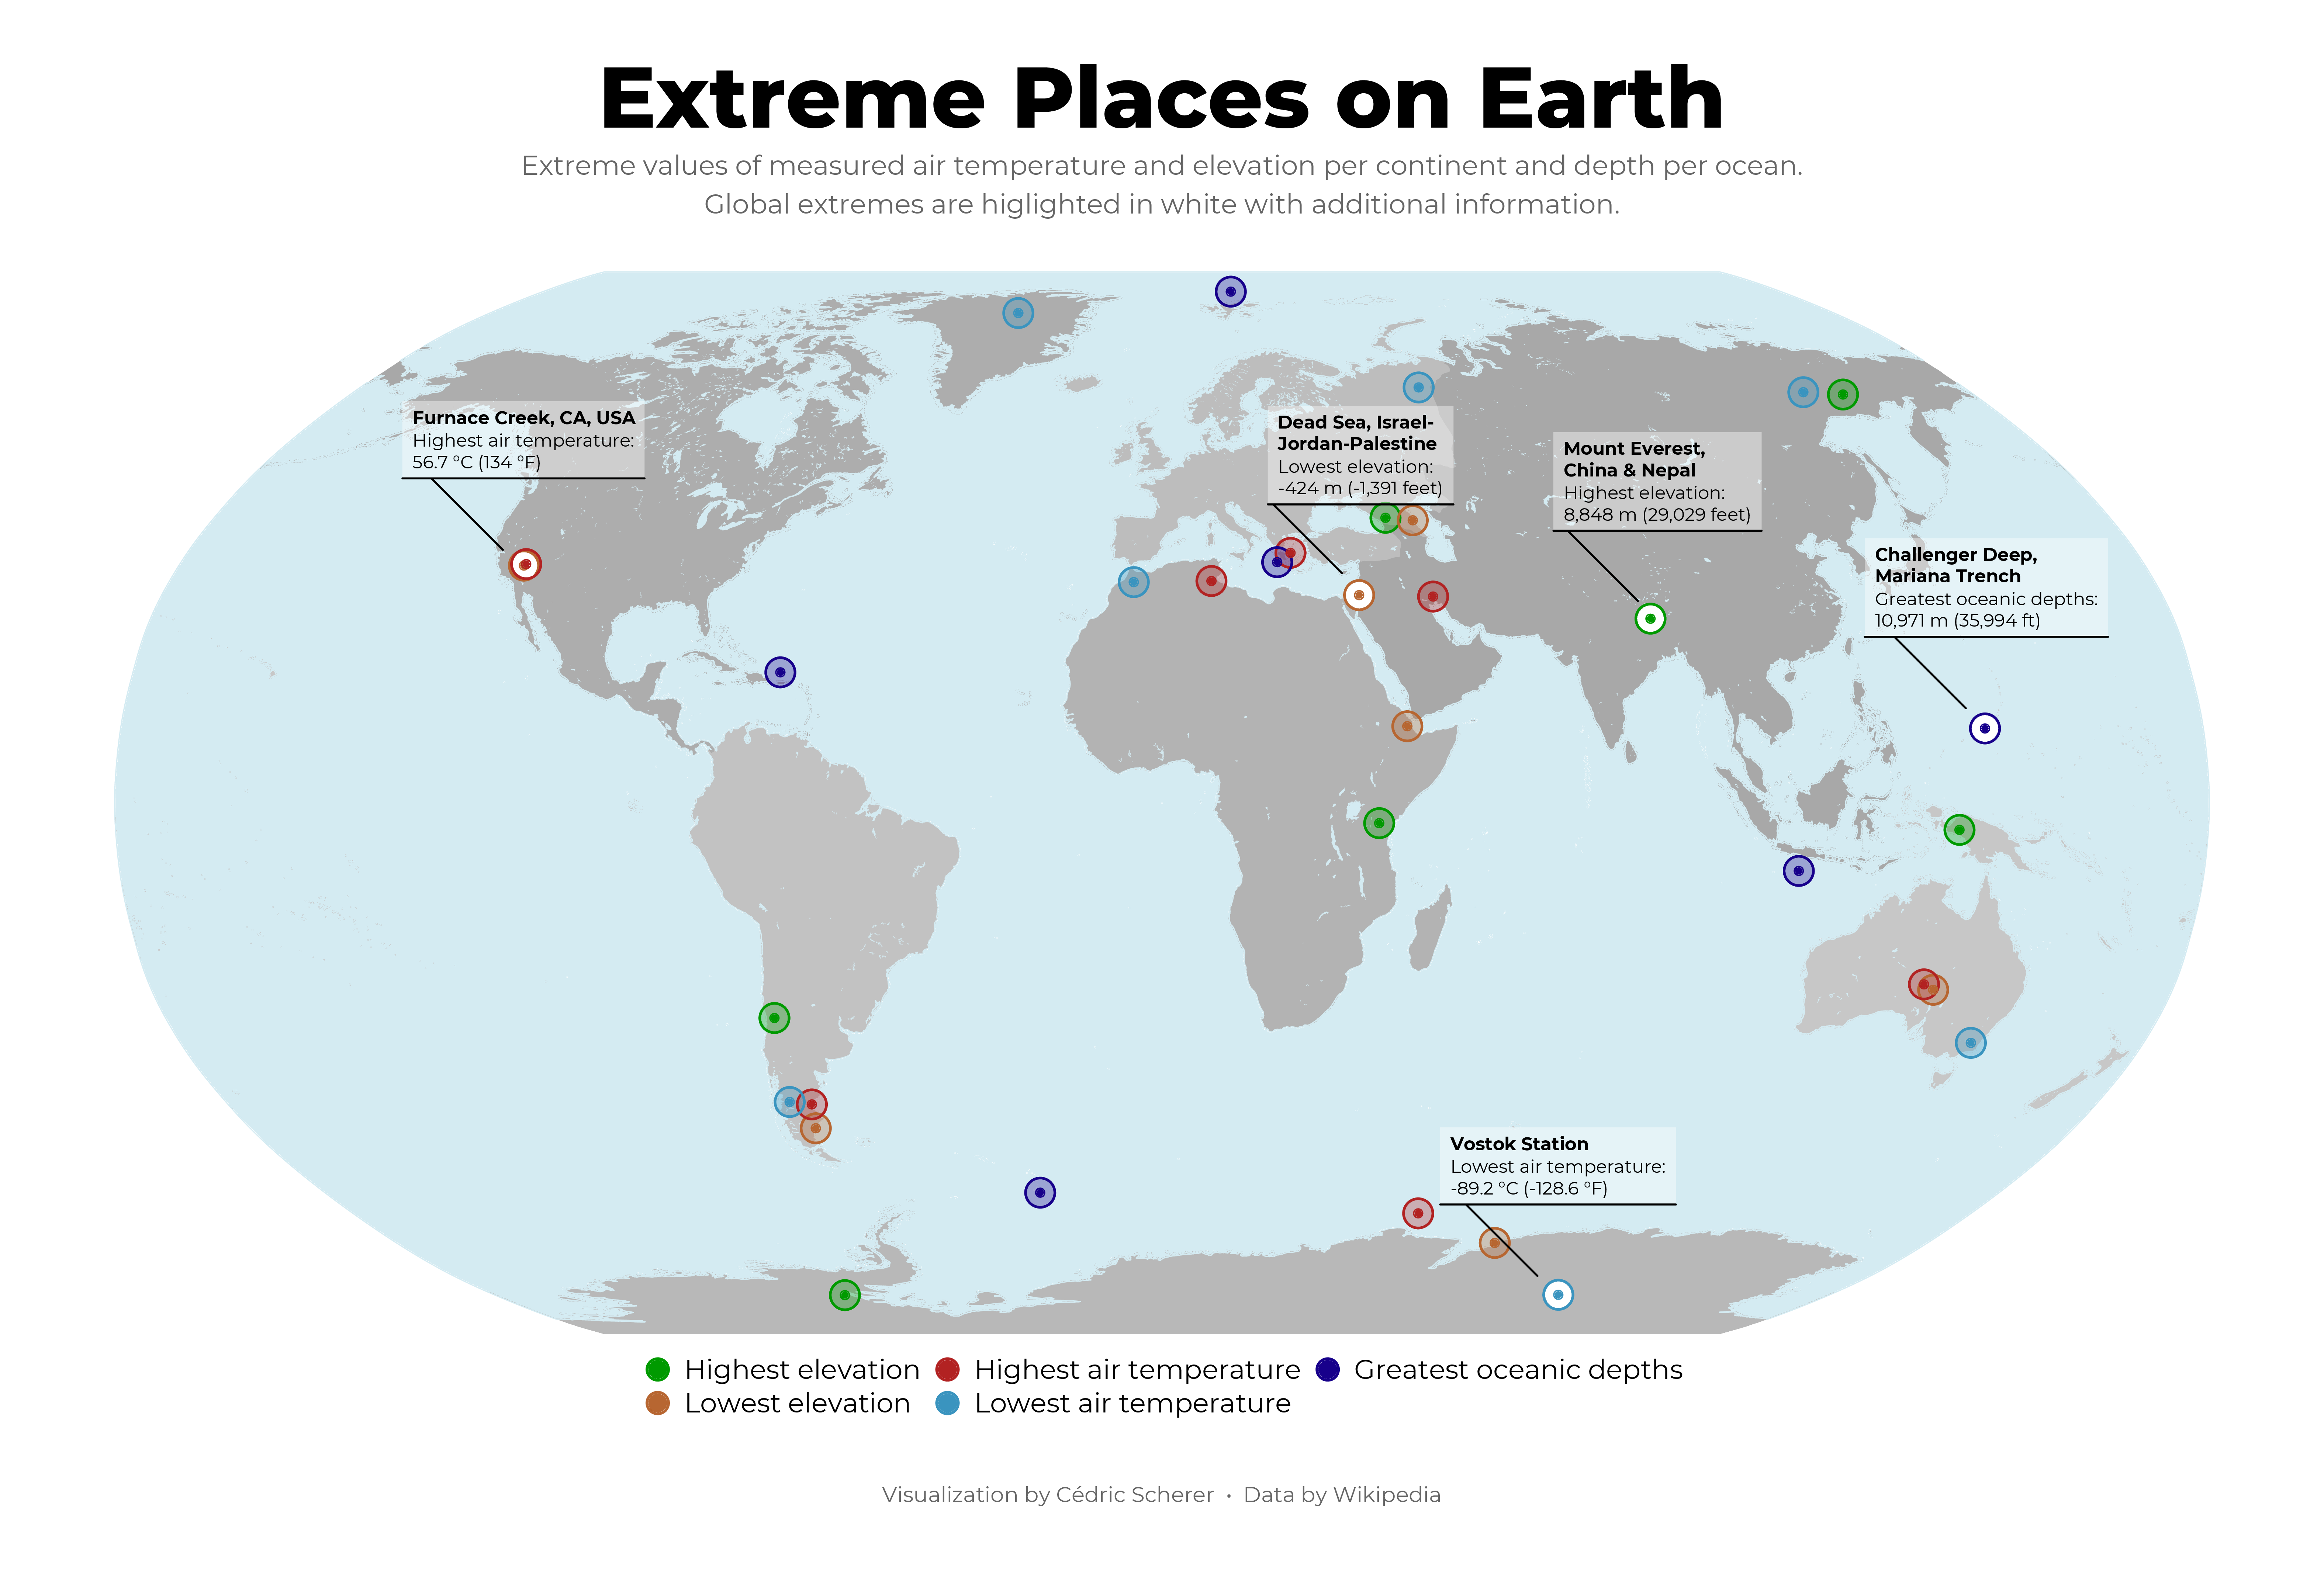 Extreme Places on Earth
Extreme values of measured air temperature and elevation per continent and depth per ocean.
Global extremes are higlighted in white with additional information.
Furnace Creek, CA, USA
Highest air temperature:
56.7 °C (134 °F)
Dead Sea, Israel-
Jordan-Palestine
Lowest elevation:
-424 m (-1,391 feet)
Mount Everest,
China & Nepal
Highest elevation:
8,848 m (29,029 feet)
Challenger Deep,
Mariana Trench
Greatest oceanic depths:
10,971 m (35,994 ft)
Vostok Station
Lowest air temperature:
-89.2 °C (-128.6 °F)
Highest elevation
Highest air temperature
Greatest oceanic depths
Lowest elevation
Lowest air temperature
Visualization by Cédric Scherer • Data by Wikipedia